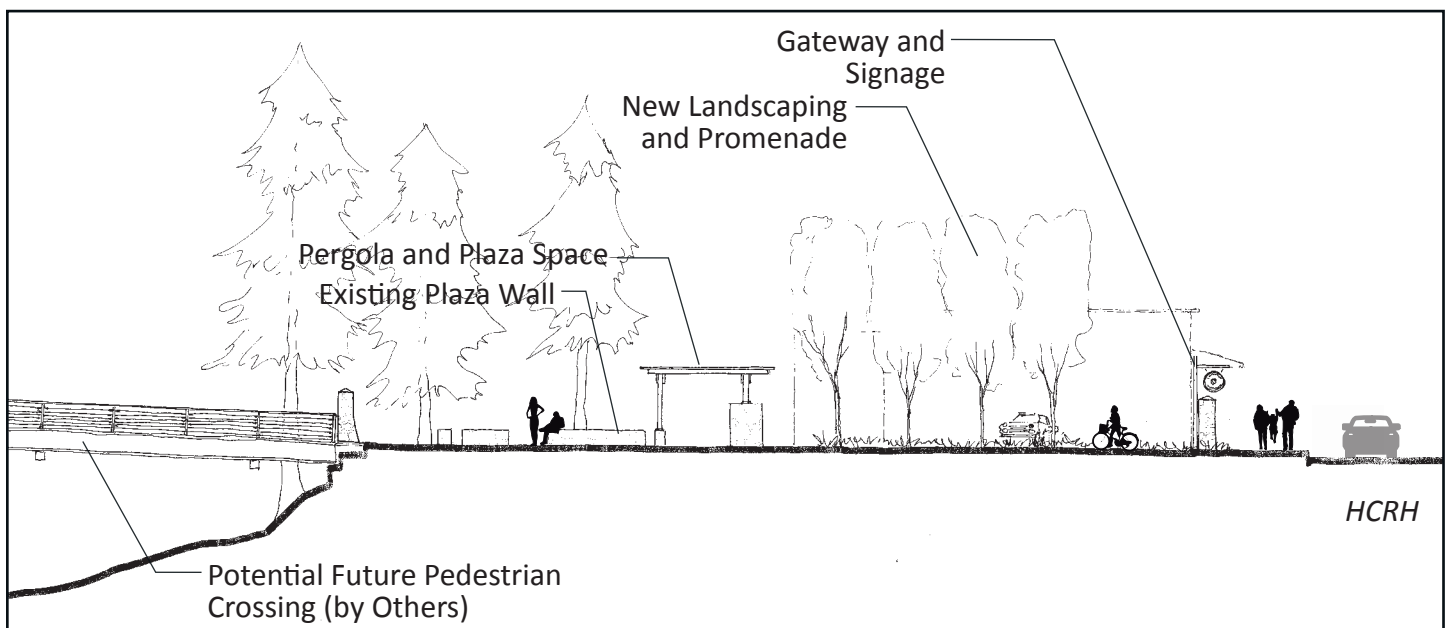 Gateway and
Signage
New Landscaping
and Promenade
Pergola and Plaza Space
Existing Plaza Wall
HCRH
Potential Future Pedestrian
Crossing (by Others)